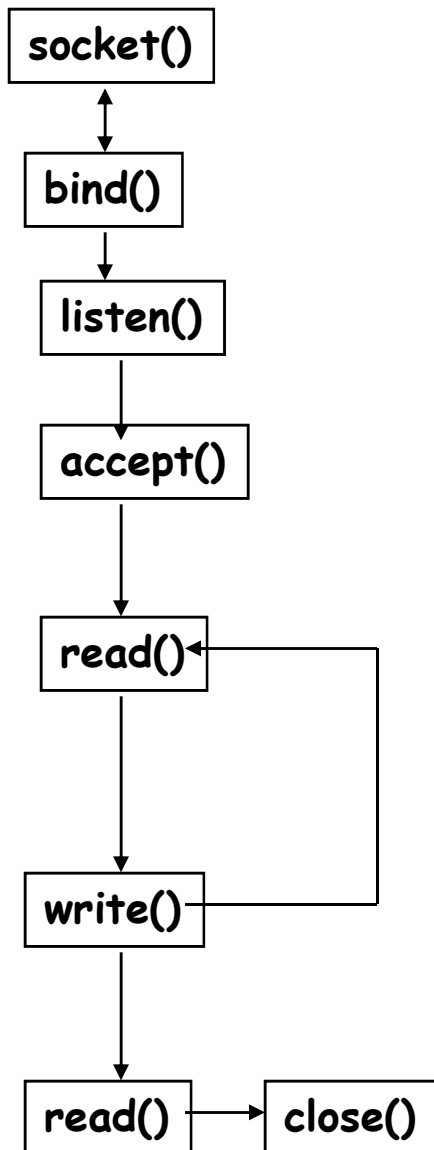 socket()
bind()
listen()
accept()
read()
write()
read() close()